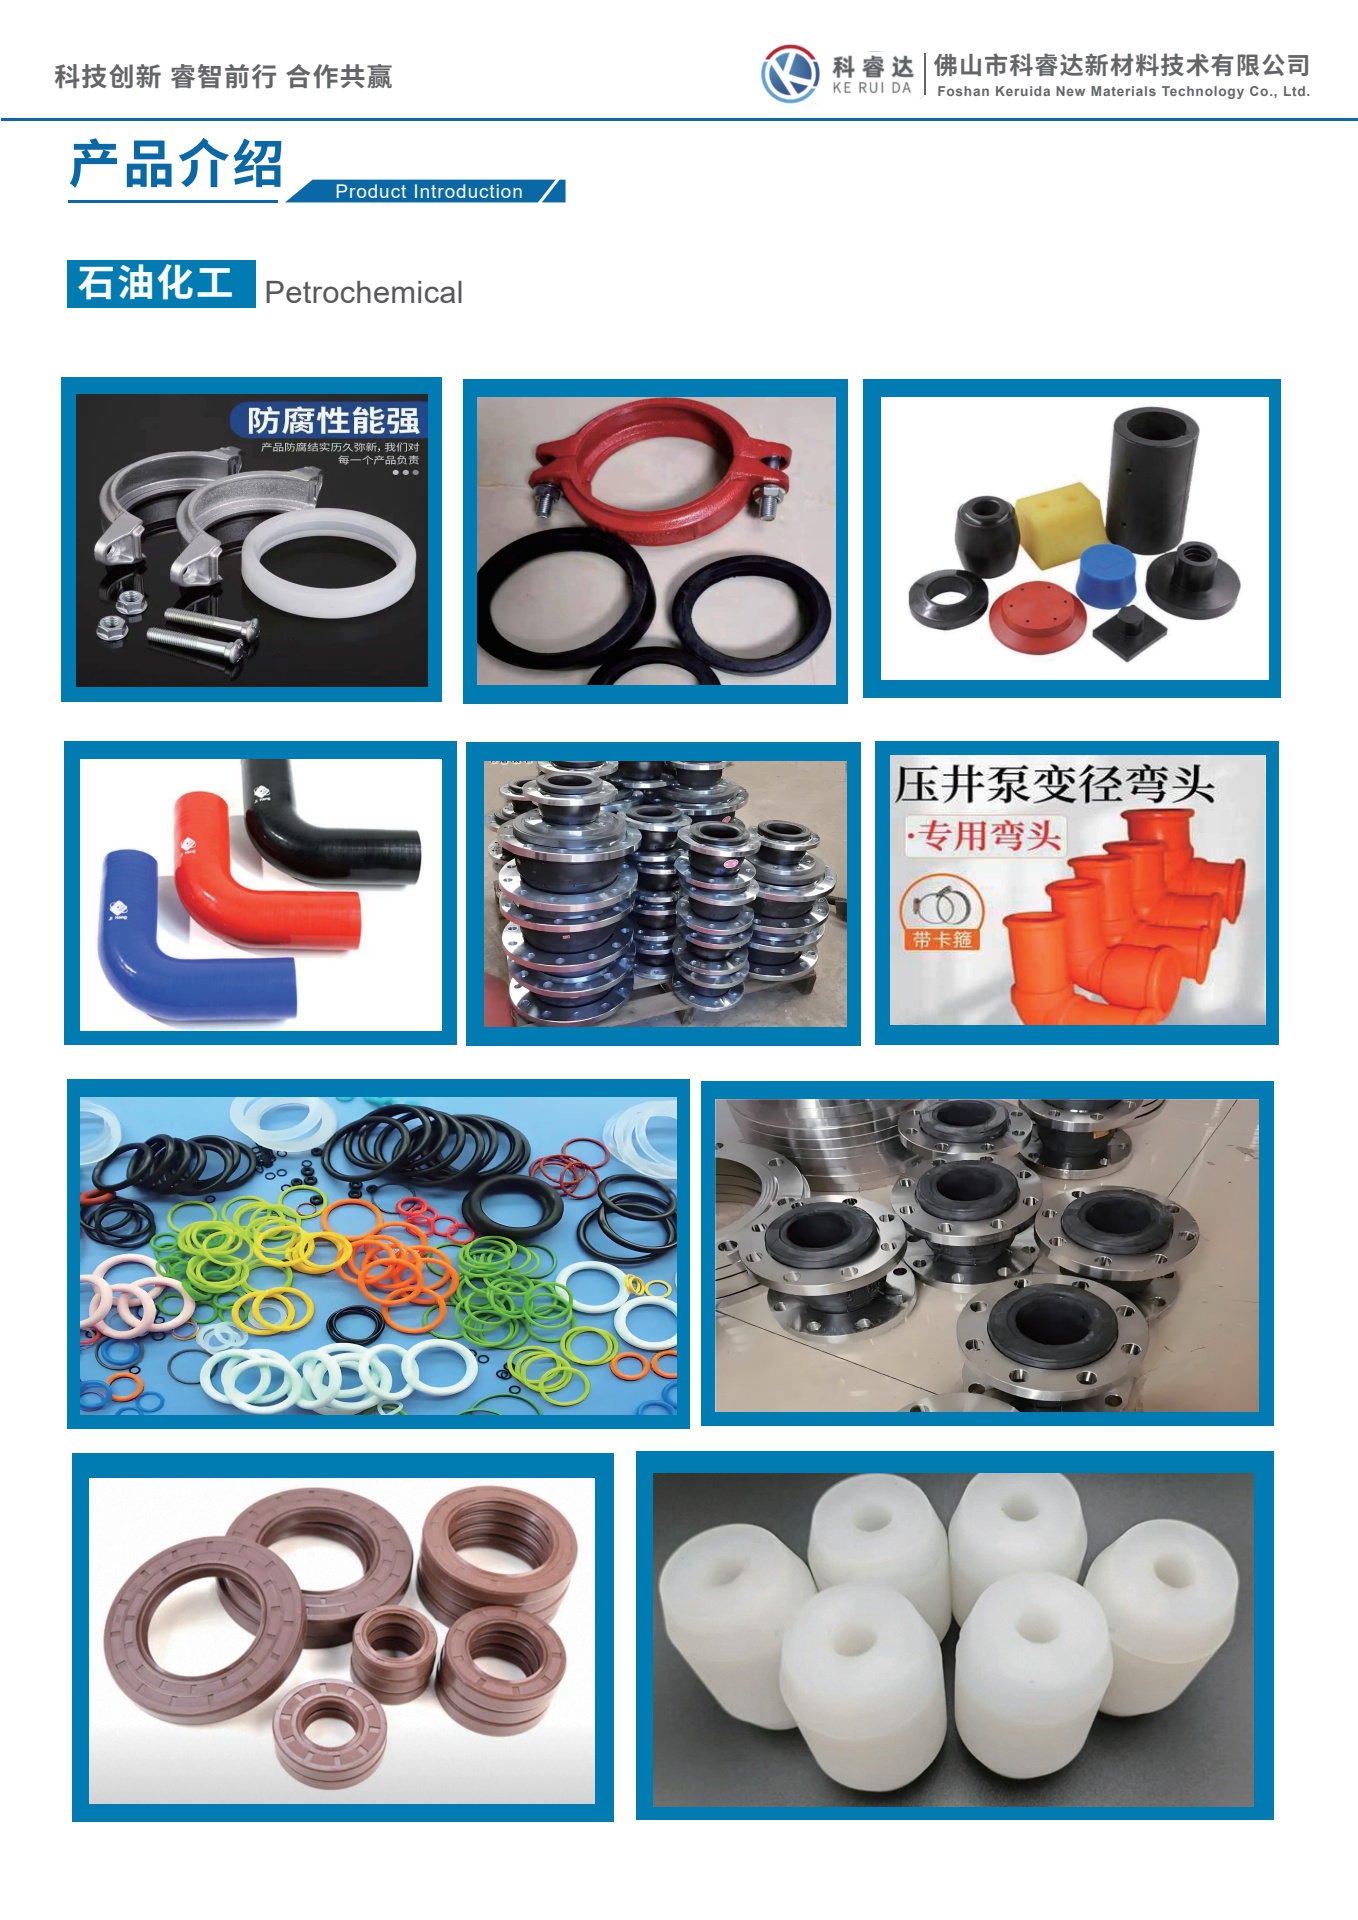 科技创新 睿智前行 合作共赢
科睿达
KE RUI DA
佛山市科睿达新材料技术有限公司
Foshan Keruida New Materials Technology Co., Ltd.
产品介绍
Product Introduction
石油化工 Petrochemical
防腐性能强
产品防腐结实历久弥新，我们对
每一个产品负责
压井泵变径弯头
·专用弯头
带卡箍